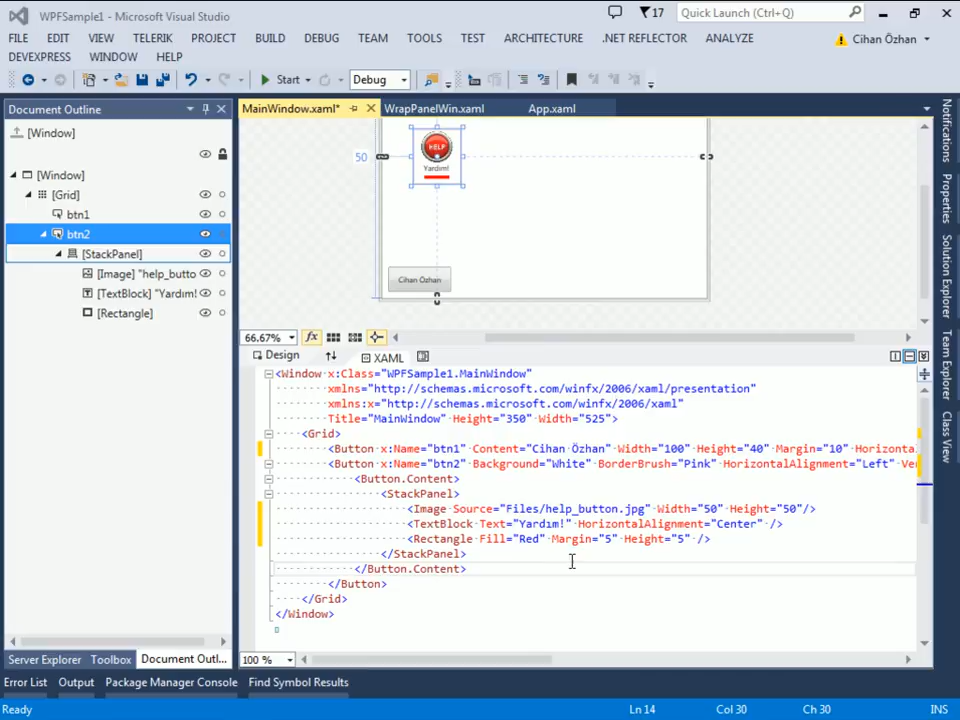 WPFSample1 - Microsoft Visual Studio
17
Quick Launch (Ctrl+Q)
FILE EDIT VIEW TELERIK PROJECT BUILD DEBUG TEAM TOOLS TEST ARCHITECTURE .NET REFLECTOR ANALYZE
Cihan Özhan
DEVEXPRESS WINDOW HELP
Start Debug
Document Outline
MainWindow.xaml* WrapPanelWin.xaml App.xaml
[Window]
[Window]
[Grid]
btn1
btn2
[StackPanel]
[Image] "help_butto
[TextBlock] "Yardım!
[Rectangle]
50
HELP
Yardım!
Cihan Özhan
66.67%
Design XAML
<Window x:Class="WPFSample1.MainWindow"
xmlns="http://schemas.microsoft.com/winfx/2006/xaml/presentation"
xmlns:x="http://schemas.microsoft.com/winfx/2006/xaml"
Title="MainWindow" Height="350" Width="525">
<Grid>
<Button x:Name="btn1" Content="Cihan Özhan" Width="100" Height="40" Margin="10" Horizonta
<Button x:Name="btn2" Background="White" BorderBrush="Pink" HorizontalAlignment="Left" Ver
<Button.Content>
<StackPanel>
<Image Source="Files/help_button.jpg" Width="50" Height="50"/>
<TextBlock Text="Yardım!" HorizontalAlignment="Center" />
<Rectangle Fill="Red" Margin="5" Height="5" />
</StackPanel>
</Button.Content>
</Button>
</Grid>
</Window>
100 %
Notifications
Properties
Solution Explorer
Team Explorer
Class View
Server Explorer Toolbox Document Outl...
Error List Output Package Manager Console Find Symbol Results
Ready Ln 14 Col 30 Ch 30 INS